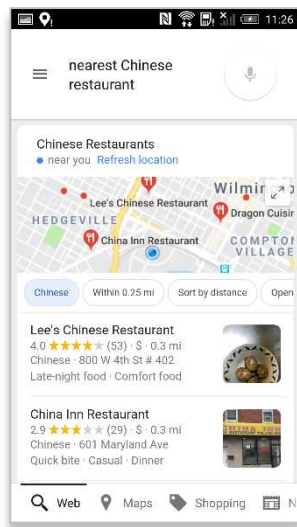 11:26
nearest Chinese
restaurant
Chinese Restaurants
near you Refresh location
Wilmin
Lee's Chinese Restaurant
Dragon Cuisir
HEDGEVILLE
China Inn Restaurant
COMPTON
VILLAGE
Chinese
Within 0.25 mi
Sort by distance
Open
Lee's Chinese Restaurant
4.0 ★★★★★ (53) · $ · 0.3 mi
Chinese · 800 W 4th St # 402
Late-night food · Comfort food
China Inn Restaurant
2.9 ★★★★★ (29) · $ · 0.3 mi
Chinese · 601 Maryland Ave
Quick bite · Casual · Dinner
CHINA INN
Web
Maps
Shopping
N